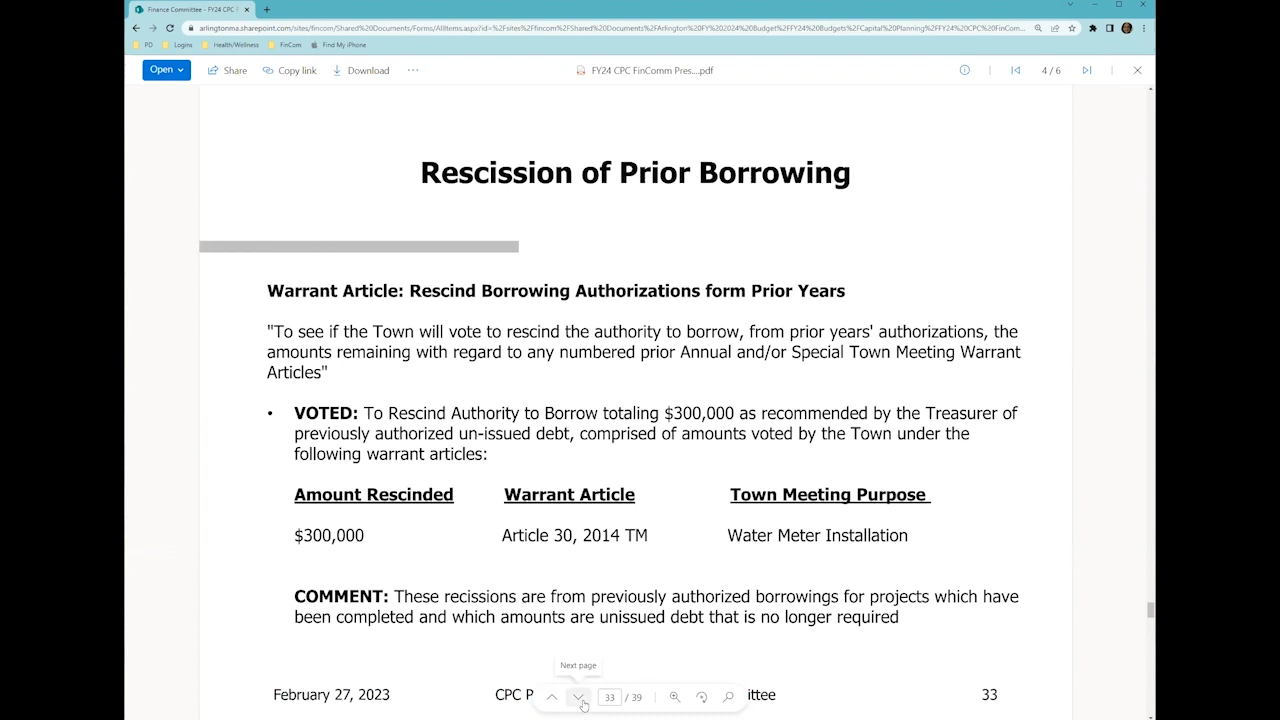 Finance Committee - FY24 CPC F
arlingtonma.sharepoint.com/sites/fincom/Shared%20Documents/Forms/AllItems.aspx?id=%2Fsites%2Ffincom%2FShared%20Documents%2FArlington%20FY%202024%20Budget%2FFY24%20Budgets%2FCapital%20Planning%2FFY24%20CPC%20FinCom...
PD Logins Health/Wellness FinCom Find My iPhone
Open Share Copy link Download ... FY24 CPC FinComm Pres....pdf 4 / 6
Rescission of Prior Borrowing
Warrant Article: Rescind Borrowing Authorizations form Prior Years
"To see if the Town will vote to rescind the authority to borrow, from prior years' authorizations, the
amounts remaining with regard to any numbered prior Annual and/or Special Town Meeting Warrant
Articles"
• VOTED: To Rescind Authority to Borrow totaling $300,000 as recommended by the Treasurer of
previously authorized un-issued debt, comprised of amounts voted by the Town under the
following warrant articles:
Amount Rescinded Warrant Article Town Meeting Purpose
$300,000 Article 30, 2014 TM Water Meter Installation
COMMENT: These recissions are from previously authorized borrowings for projects which have
been completed and which amounts are unissued debt that is no longer required
Next page
February 27, 2023 CPC P ittee 33
33 / 39